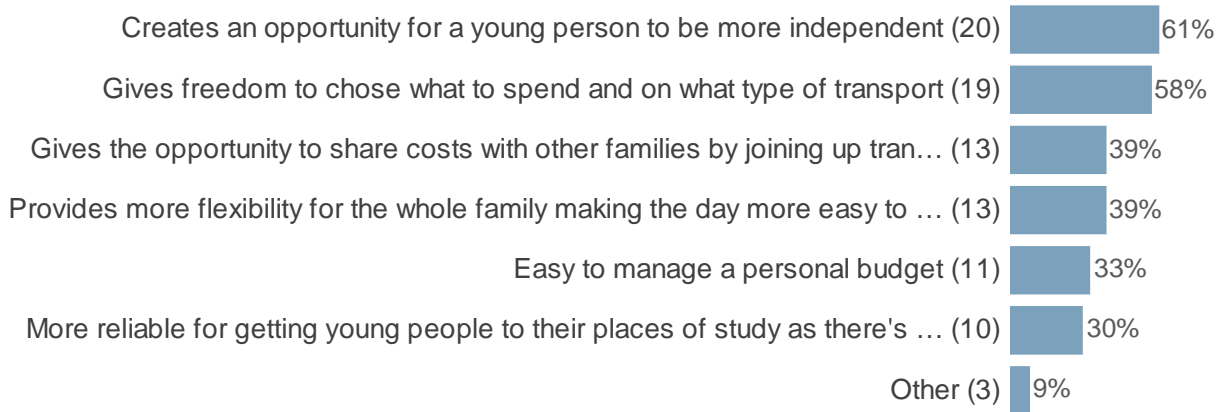 Creates an opportunity for a young person to be more independent (20) 61%
Gives freedom to chose what to spend and on what type of transport (19) 58%
Gives the opportunity to share costs with other families by joining up tran… (13) 39%
Provides more flexibility for the whole family making the day more easy to … (13) 39%
Easy to manage a personal budget (11) 33%
More reliable for getting young people to their places of study as there's … (10) 30%
Other (3) 9%